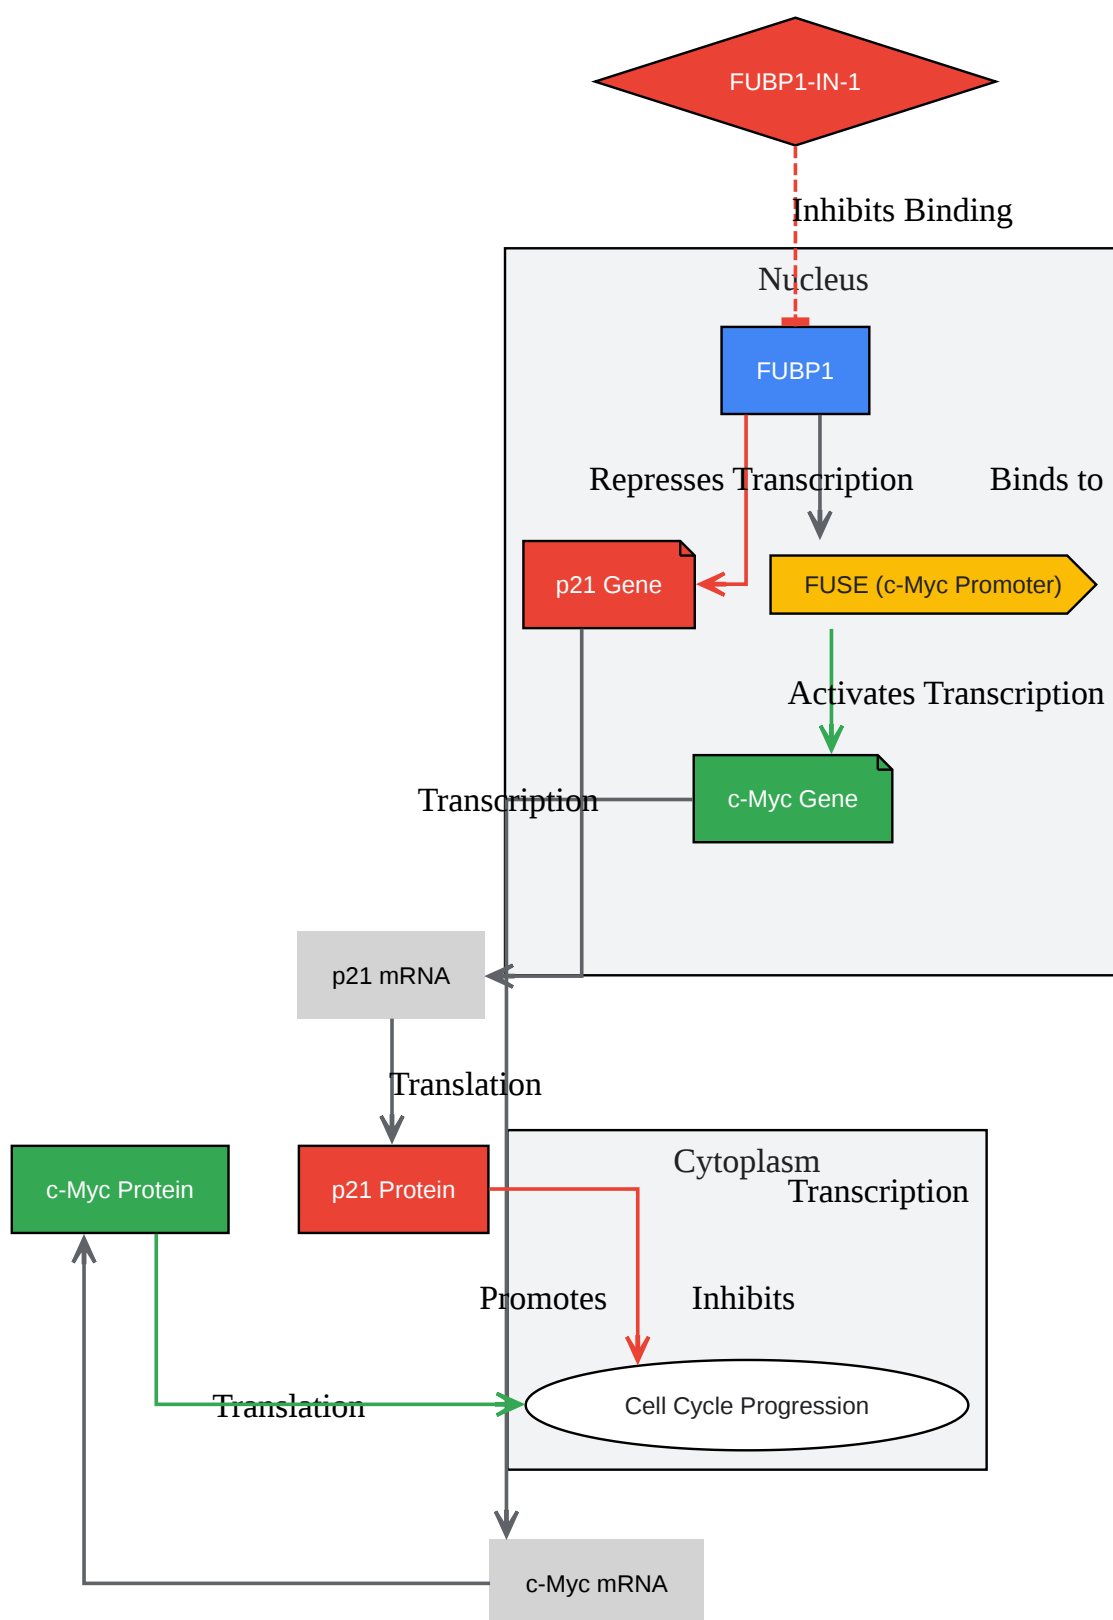 FUBP1-IN-1
Inhibits Binding
Nucleus
FUBP1
Represses Transcription
Binds to
p21 Gene
FUSE (c-Myc Promoter)
Activates Transcription
Transcription
c-Myc Gene
p21 mRNA
Translation
Cytoplasm
c-Myc Protein
p21 Protein
Transcription
Promotes
Inhibits
Translation
Cell Cycle Progression
c-Myc mRNA